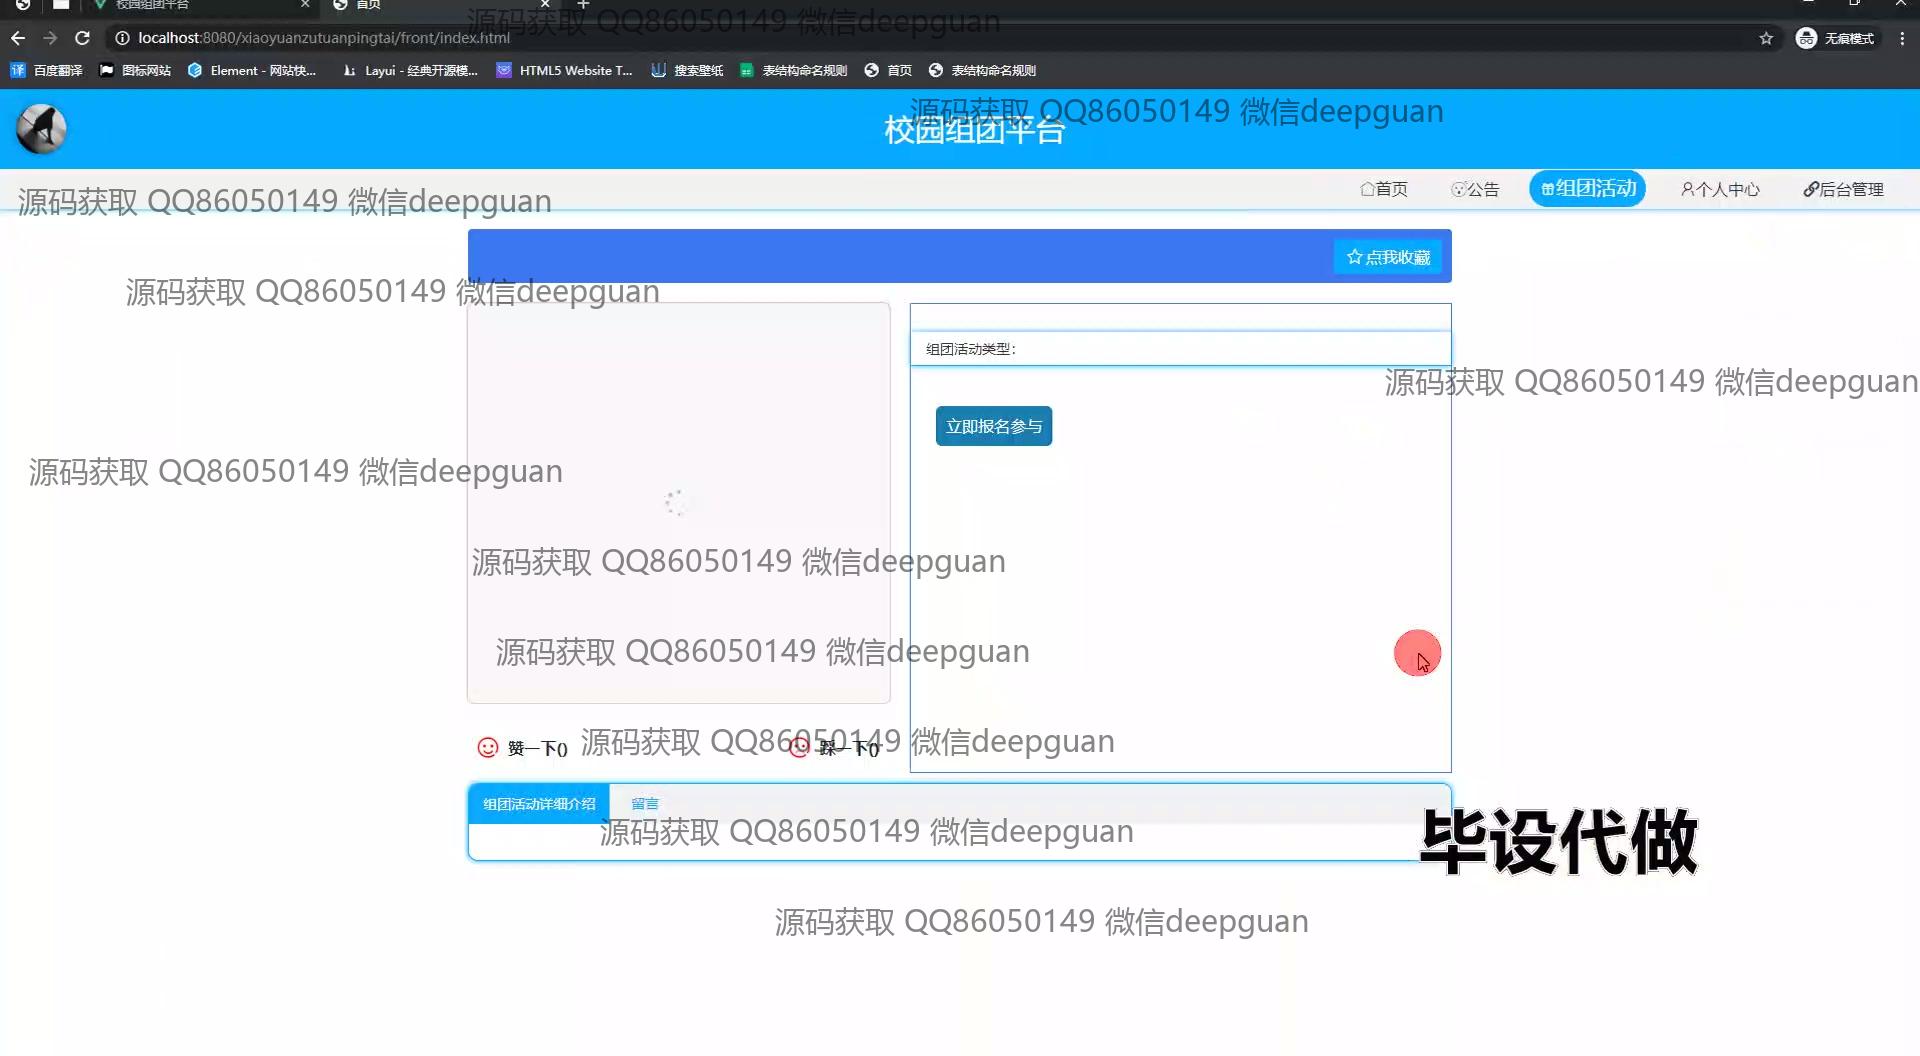 校园组团平台
首页
源码获取 QQ86050149 微信deepguan
localhost:8080/xiaoyuanzutuanpingtai/front/index.html
无痕模式
百度翻译
图标网站
Element - 网站快...
Layui - 经典开源模...
HTML5 Website T...
搜索壁纸
表结构命名规则
首页
表结构命名规则
源码获取 QQ86050149 微信deepguan
校园组团平台
首页
公告
组团活动
个人中心
后台管理
源码获取 QQ86050149 微信deepguan
点我收藏
源码获取 QQ86050149 微信deepguan
组团活动类型:
源码获取 QQ86050149 微信deepguan
立即报名参与
源码获取 QQ86050149 微信deepguan
源码获取 QQ86050149 微信deepguan
源码获取 QQ86050149 微信deepguan
赞一下()
源码获取 QQ86050149 微信deepguan
踩一下()
组团活动详细介绍
留言
源码获取 QQ86050149 微信deepguan
毕设代做
源码获取 QQ86050149 微信deepguan